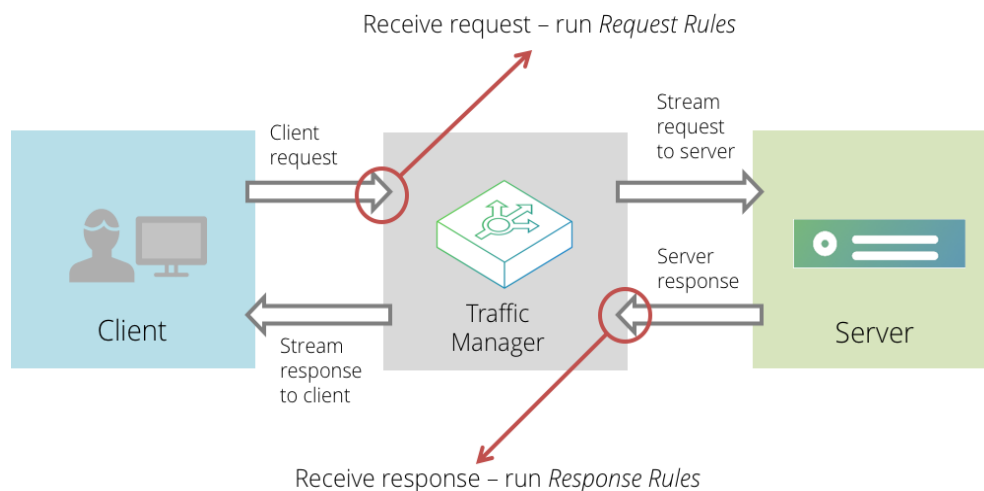 Receive request – run Request Rules
Client
request
Stream
request
to server
Server
response
Client
Traffic
Manager
Server
Stream
response
to client
Receive response – run Response Rules